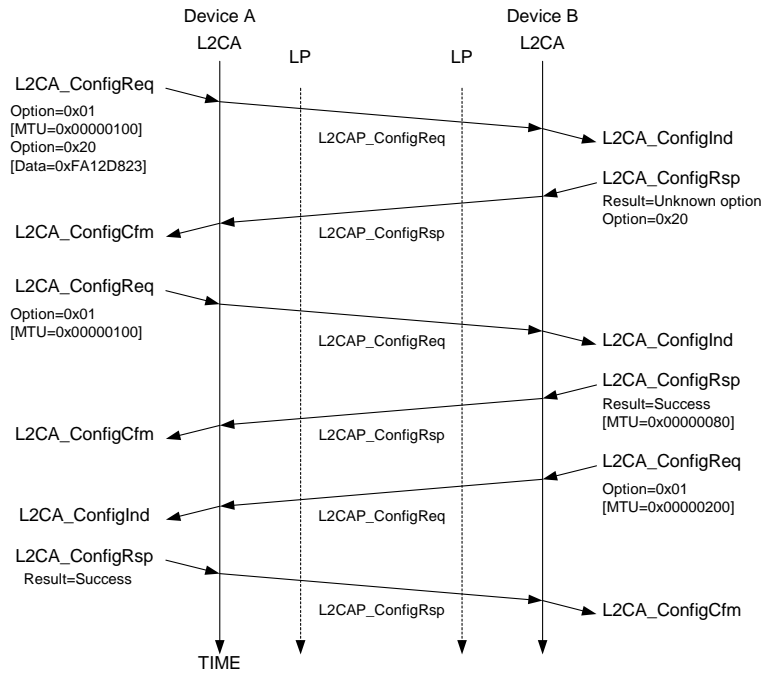 Device A
Device B
L2CA
LP
LP
L2CA
L2CA_ConfigReq
Option=0x01
[MTU=0x00000100]
Option=0x20
[Data=0xFA12D823]
L2CAP_ConfigReq
L2CA_ConfigInd
L2CA_ConfigRsp
Result=Unknown option
Option=0x20
L2CA_ConfigCfm
L2CAP_ConfigRsp
L2CA_ConfigReq
Option=0x01
[MTU=0x00000100]
L2CAP_ConfigReq
L2CA_ConfigInd
L2CA_ConfigRsp
Result=Success
[MTU=0x00000080]
L2CA_ConfigCfm
L2CAP_ConfigRsp
L2CA_ConfigReq
Option=0x01
[MTU=0x00000200]
L2CA_ConfigInd
L2CAP_ConfigReq
L2CA_ConfigRsp
Result=Success
L2CAP_ConfigRsp
L2CA_ConfigCfm
TIME